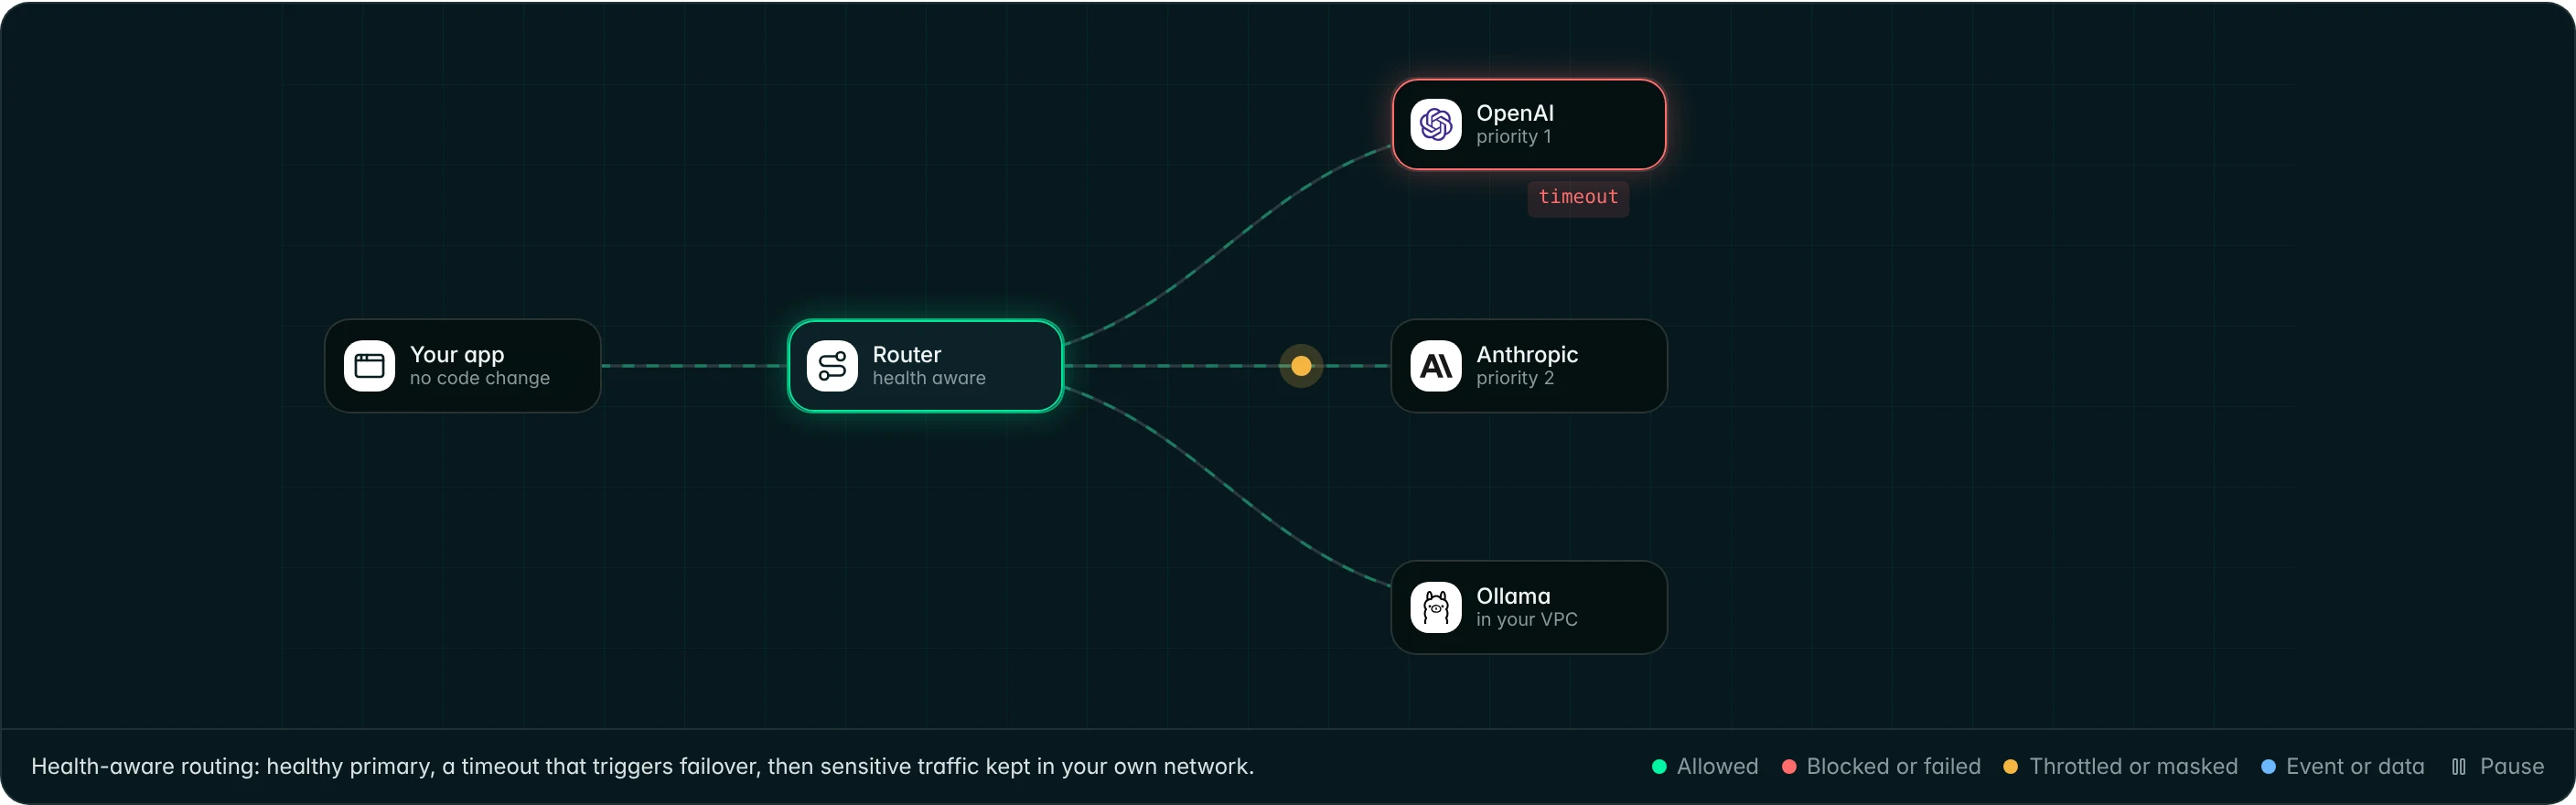 OpenAI
priority 1
timeout
Your app
no code change
Router
health aware
Anthropic
priority 2
Ollama
in your VPC
Health-aware routing: healthy primary, a timeout that triggers failover, then sensitive traffic kept in your own network.
Allowed
Blocked or failed
Throttled or masked
Event or data
Pause